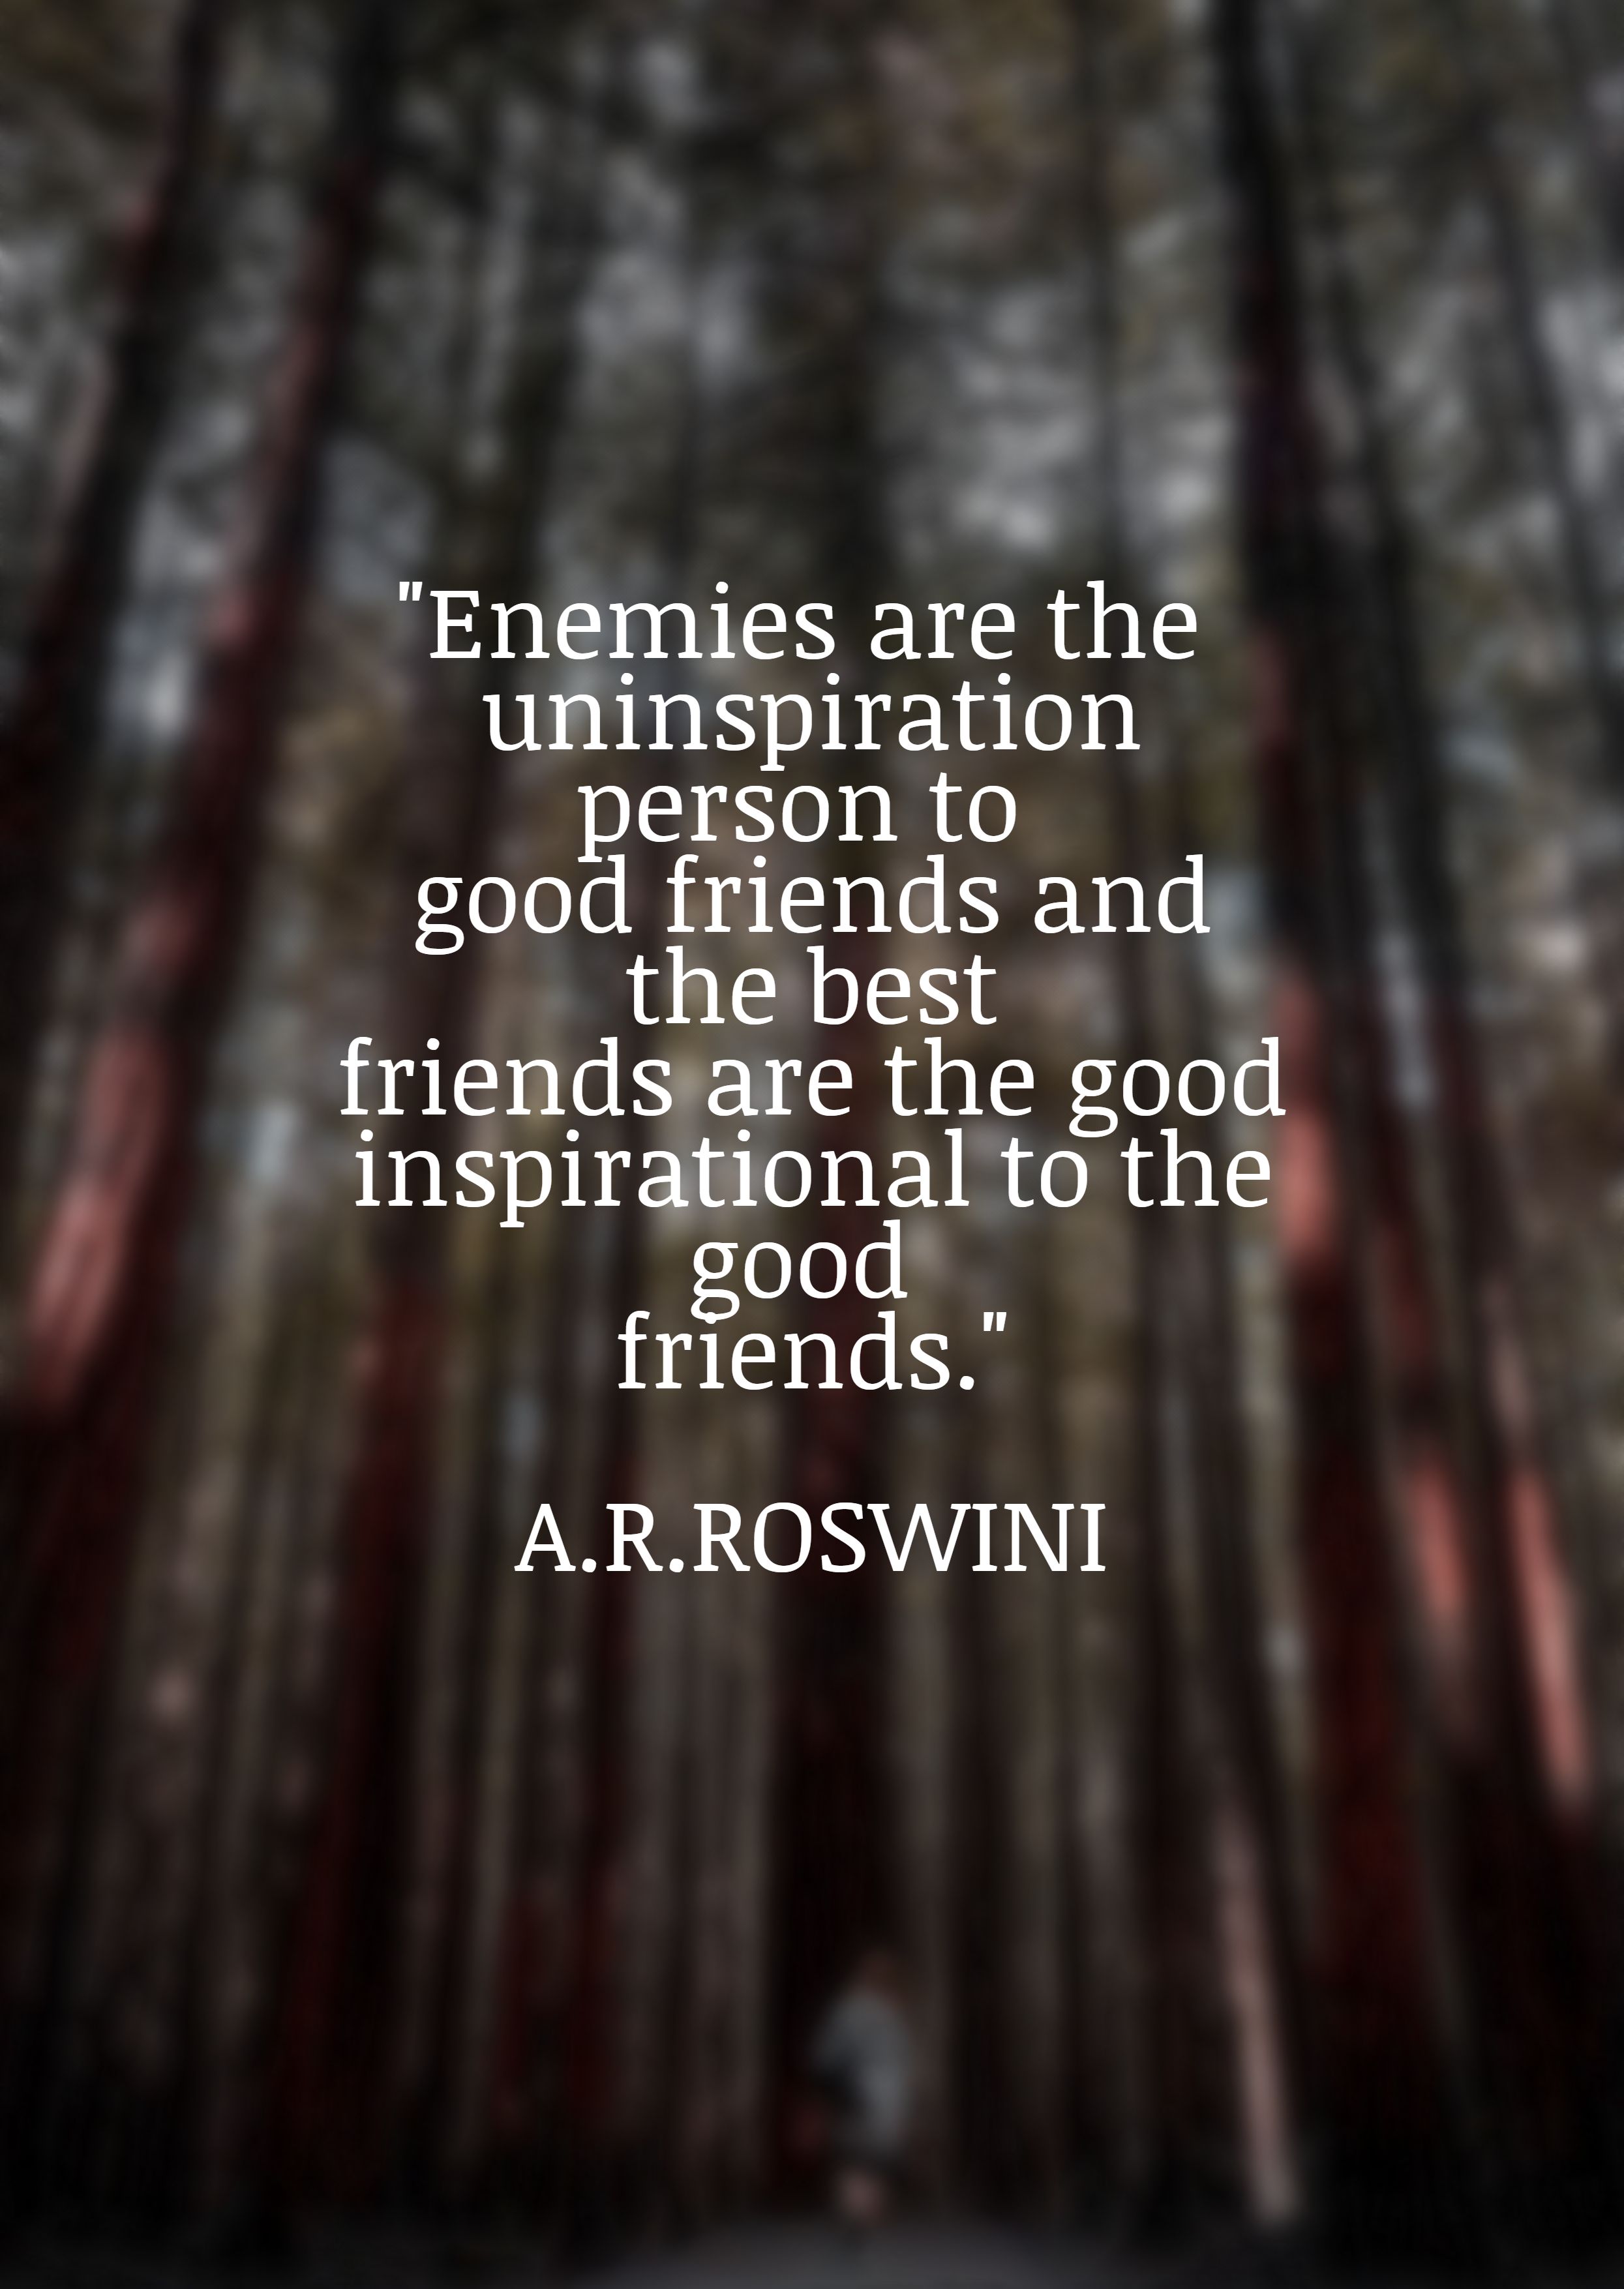 "Enemies are the
uninspiration
person to
good friends and
the best
friends are the good
inspirational to the
good
friends."
A.R.ROSWINI